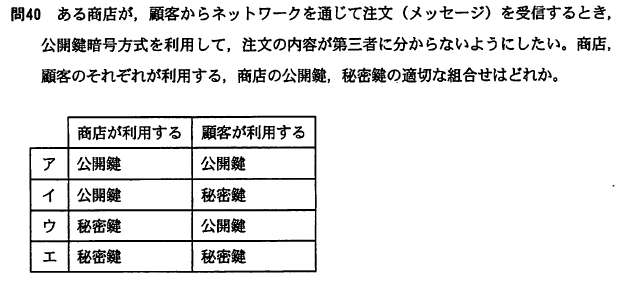 問40 ある商店が，顧客からネットワークを通じて注文（メッセージ）を受信するとき，
公開鍵暗号方式を利用して，注文の内容が第三者に分からないようにしたい。商店，
顧客のそれぞれが利用する，商店の公開鍵，秘密鍵の適切な組合せはどれか。
商店が利用する 顧客が利用する
ア 公開鍵 公開鍵
イ 公開鍵 秘密鍵
ウ 秘密鍵 公開鍵
エ 秘密鍵 秘密鍵